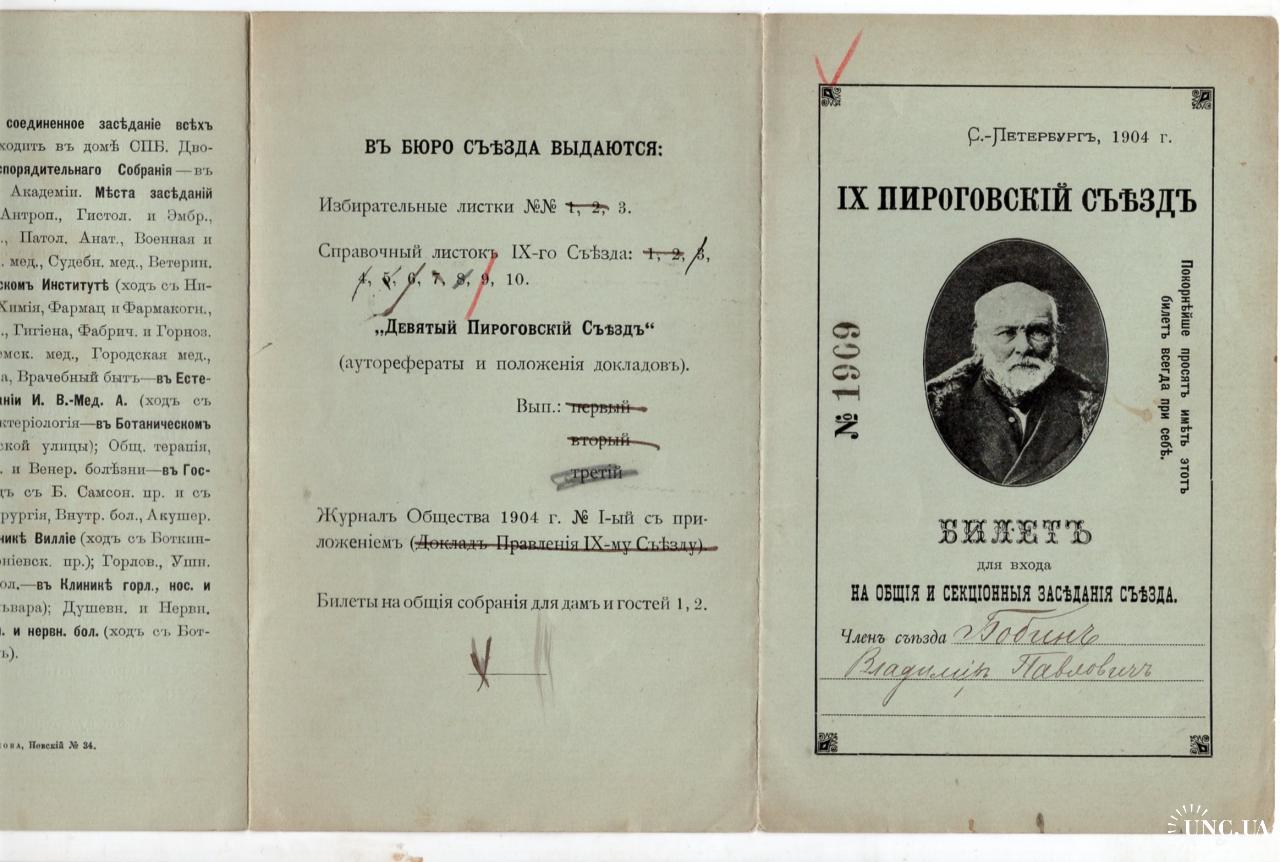 соединенное засѣданіе всѣхъ
ходить въ домѣ СПБ. Дво-
спорядительнаго Собранія — въ
Академіи. Мѣста засѣданій
Антроп., Гистол. и Эмбр.,
., Патол. Анат., Военная и
. мед., Судебн. мед., Ветерин.
скомъ Институтѣ (ходъ съ Ни-
Химія, Фармац и Фармакогн.,
., Гигіена, Фабрич. и Горноз.
емск. мед., Городская мед.,
а, Врачебный бытъ—въ Есте-
ніи И. В.-Мед. А. (ходъ съ
ктеріологія—въ Ботаническомъ
ской улицы); Общ. терапія,
. и Венер. болѣзни—въ Гос-
дъ съ Б. Самсон. пр. и съ
рургія, Внутр. бол., Акушер.
никѣ Вилліе (ходъ съ Боткин-
ніевск. пр.); Горлов., Ушн.
ол.—въ Клиникѣ горл., нос. и
львара); Душевн. и Нервн.
. и нервн. бол. (ходъ съ Бот-
ъ).
ова, Невскій № 34.
ВЪ БЮРО СЪѢЗДА ВЫДАЮТСЯ:
Избирательные листки №№ 1, 2, 3.
Справочный листокъ IX-го Съѣзда: 1, 2, 3,
4, 5, 6, 7, 8, 9, 10.
„Девятый Пироговскій Съѣздъ“
(аутореферата и положенія докладовъ).
Вып.: первый
второй
третій
Журналъ Общества 1904 г. № I-ый съ при-
ложеніемъ (Докладъ Правленія IX-му Съѣзду).
Билеты на общія собранія для дамъ и гостей 1, 2.
С.-Петербургъ, 1904 г.
IX ПИРОГОВСКІЙ СЪѢЗДЪ
№ 1969
Покорнѣйше просятъ имѣть этотъ
билетъ всегда при себѣ.
БИЛЕТЪ
для входа
НА ОБЩІЯ И СЕКЦІОННЫЯ ЗАСѢДАНІЯ СЪѢЗДА.
Членъ съѣзда Бобинъ
Владиміръ Павловичъ
UNC.UA